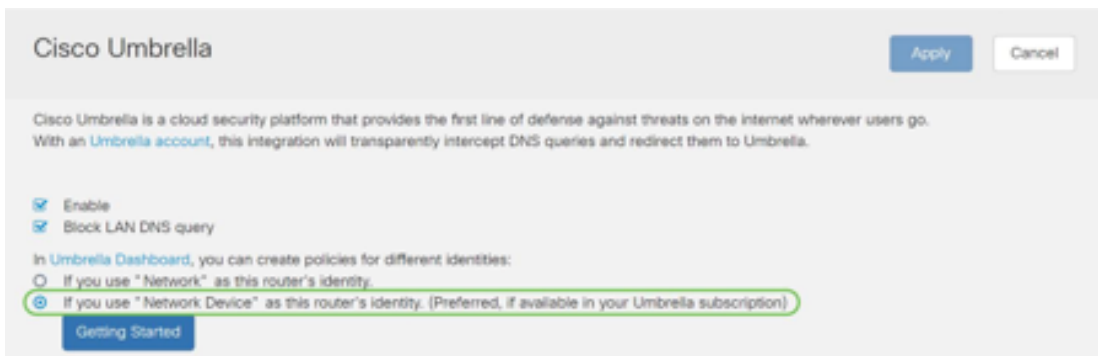 Cisco Umbrella
Apply
Cancel
Cisco Umbrella is a cloud security platform that provides the first line of defense against threats on the internet wherever users go.
With an Umbrella account, this integration will transparently intercept DNS queries and redirect them to Umbrella.
Enable
Block LAN DNS query
In Umbrella Dashboard, you can create policies for different identities:
If you use "Network" as this router's identity.
If you use "Network Device" as this router's identity. (Preferred, if available in your Umbrella subscription)
Getting Started